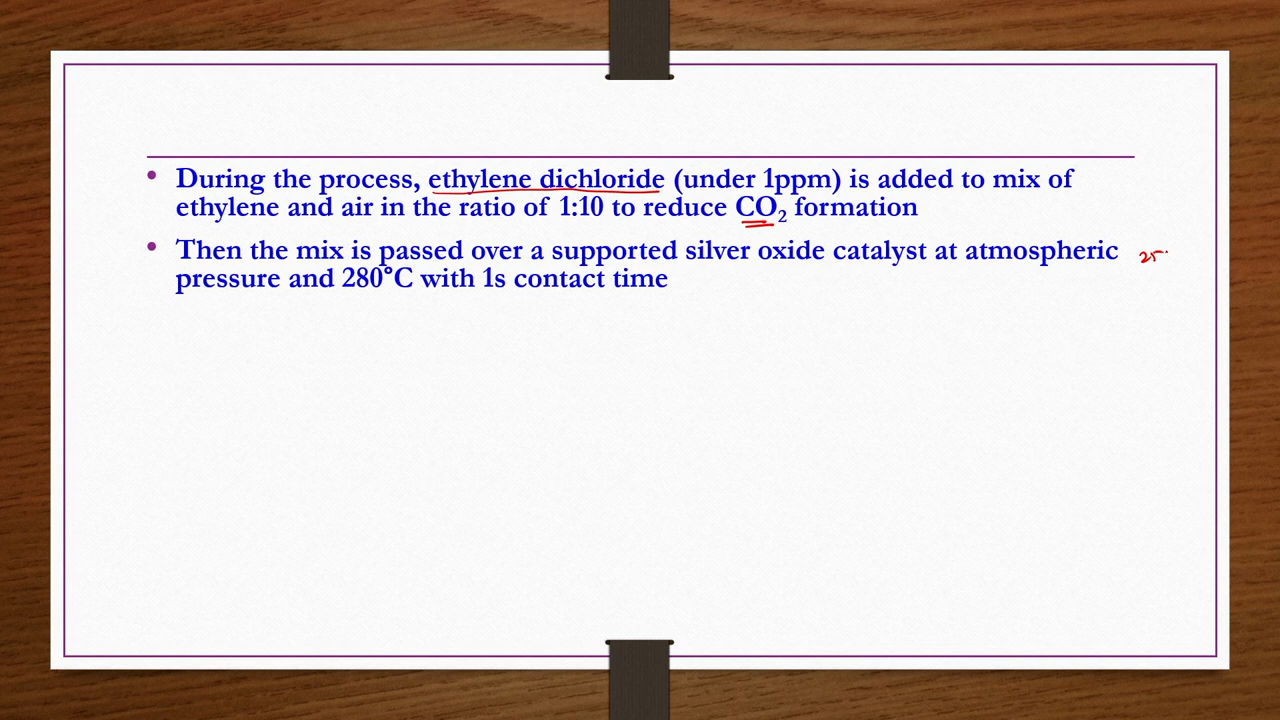 • During the process, ethylene dichloride (under 1ppm) is added to mix of
ethylene and air in the ratio of 1:10 to reduce CO₂ formation
• Then the mix is passed over a supported silver oxide catalyst at atmospheric
pressure and 280°C with 1s contact time
25